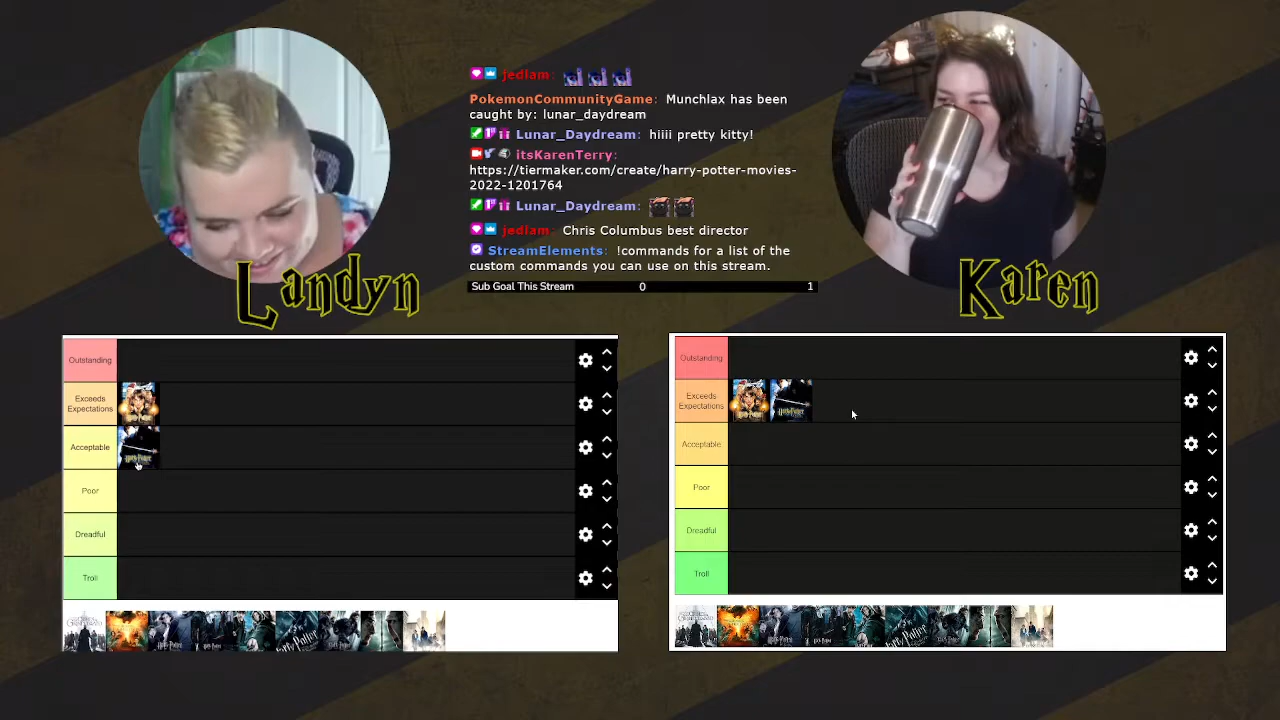 jedlam:
PokemonCommunityGame: Munchlax has been
caught by: lunar_daydream
Lunar_Daydream: hiiii pretty kitty!
itsKarenTerry:
https://tiermaker.com/create/harry-potter-movies-
2022-1201764
Lunar_Daydream:
jedlam: Chris Columbus best director
StreamElements: !commands for a list of the
custom commands you can use on this stream.
Sub Goal This Stream 0 1
Landyn
Karen
Outstanding
Exceeds
Expectations
Acceptable
Poor
Dreadful
Troll
Outstanding
Exceeds
Expectations
Acceptable
Poor
Dreadful
Troll